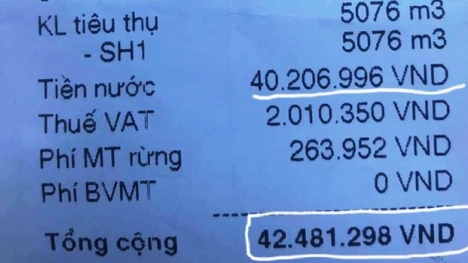 KL tiêu thụ 5076 m3
- SH1 5076 m3
Tiền nước 40.206.996 VND
Thuế VAT 2.010.350 VND
Phí MT rừng 263.952 VND
Phí BVMT 0 VND
Tổng cộng 42.481.298 VND